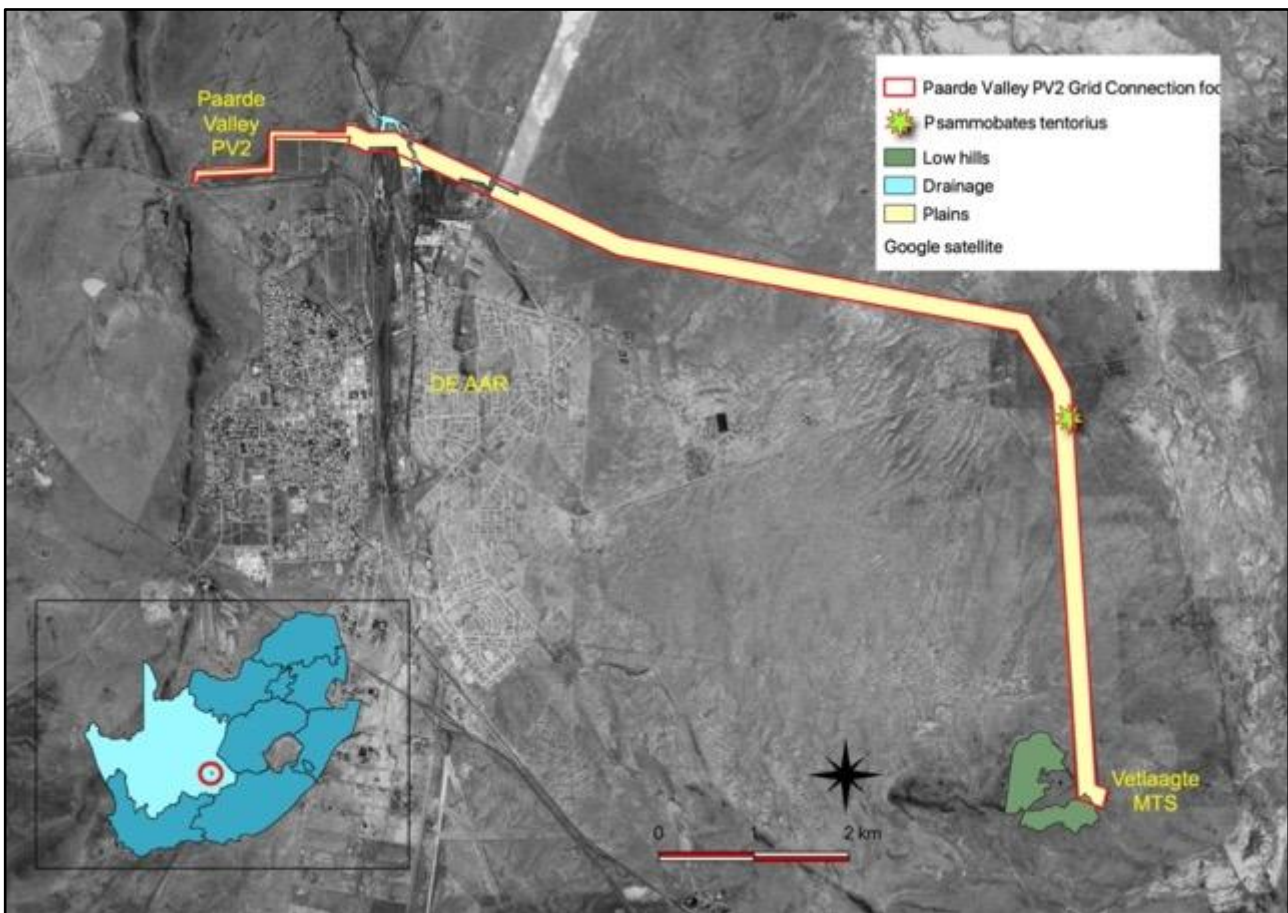 Paarde
Valley
PV2
Paarde Valley PV2 Grid Connection foo
Psammobates tentorius
Low hills
Drainage
Plains
Google satellite
DE AAR
Vetlaagte
MTS
0 1 2 km